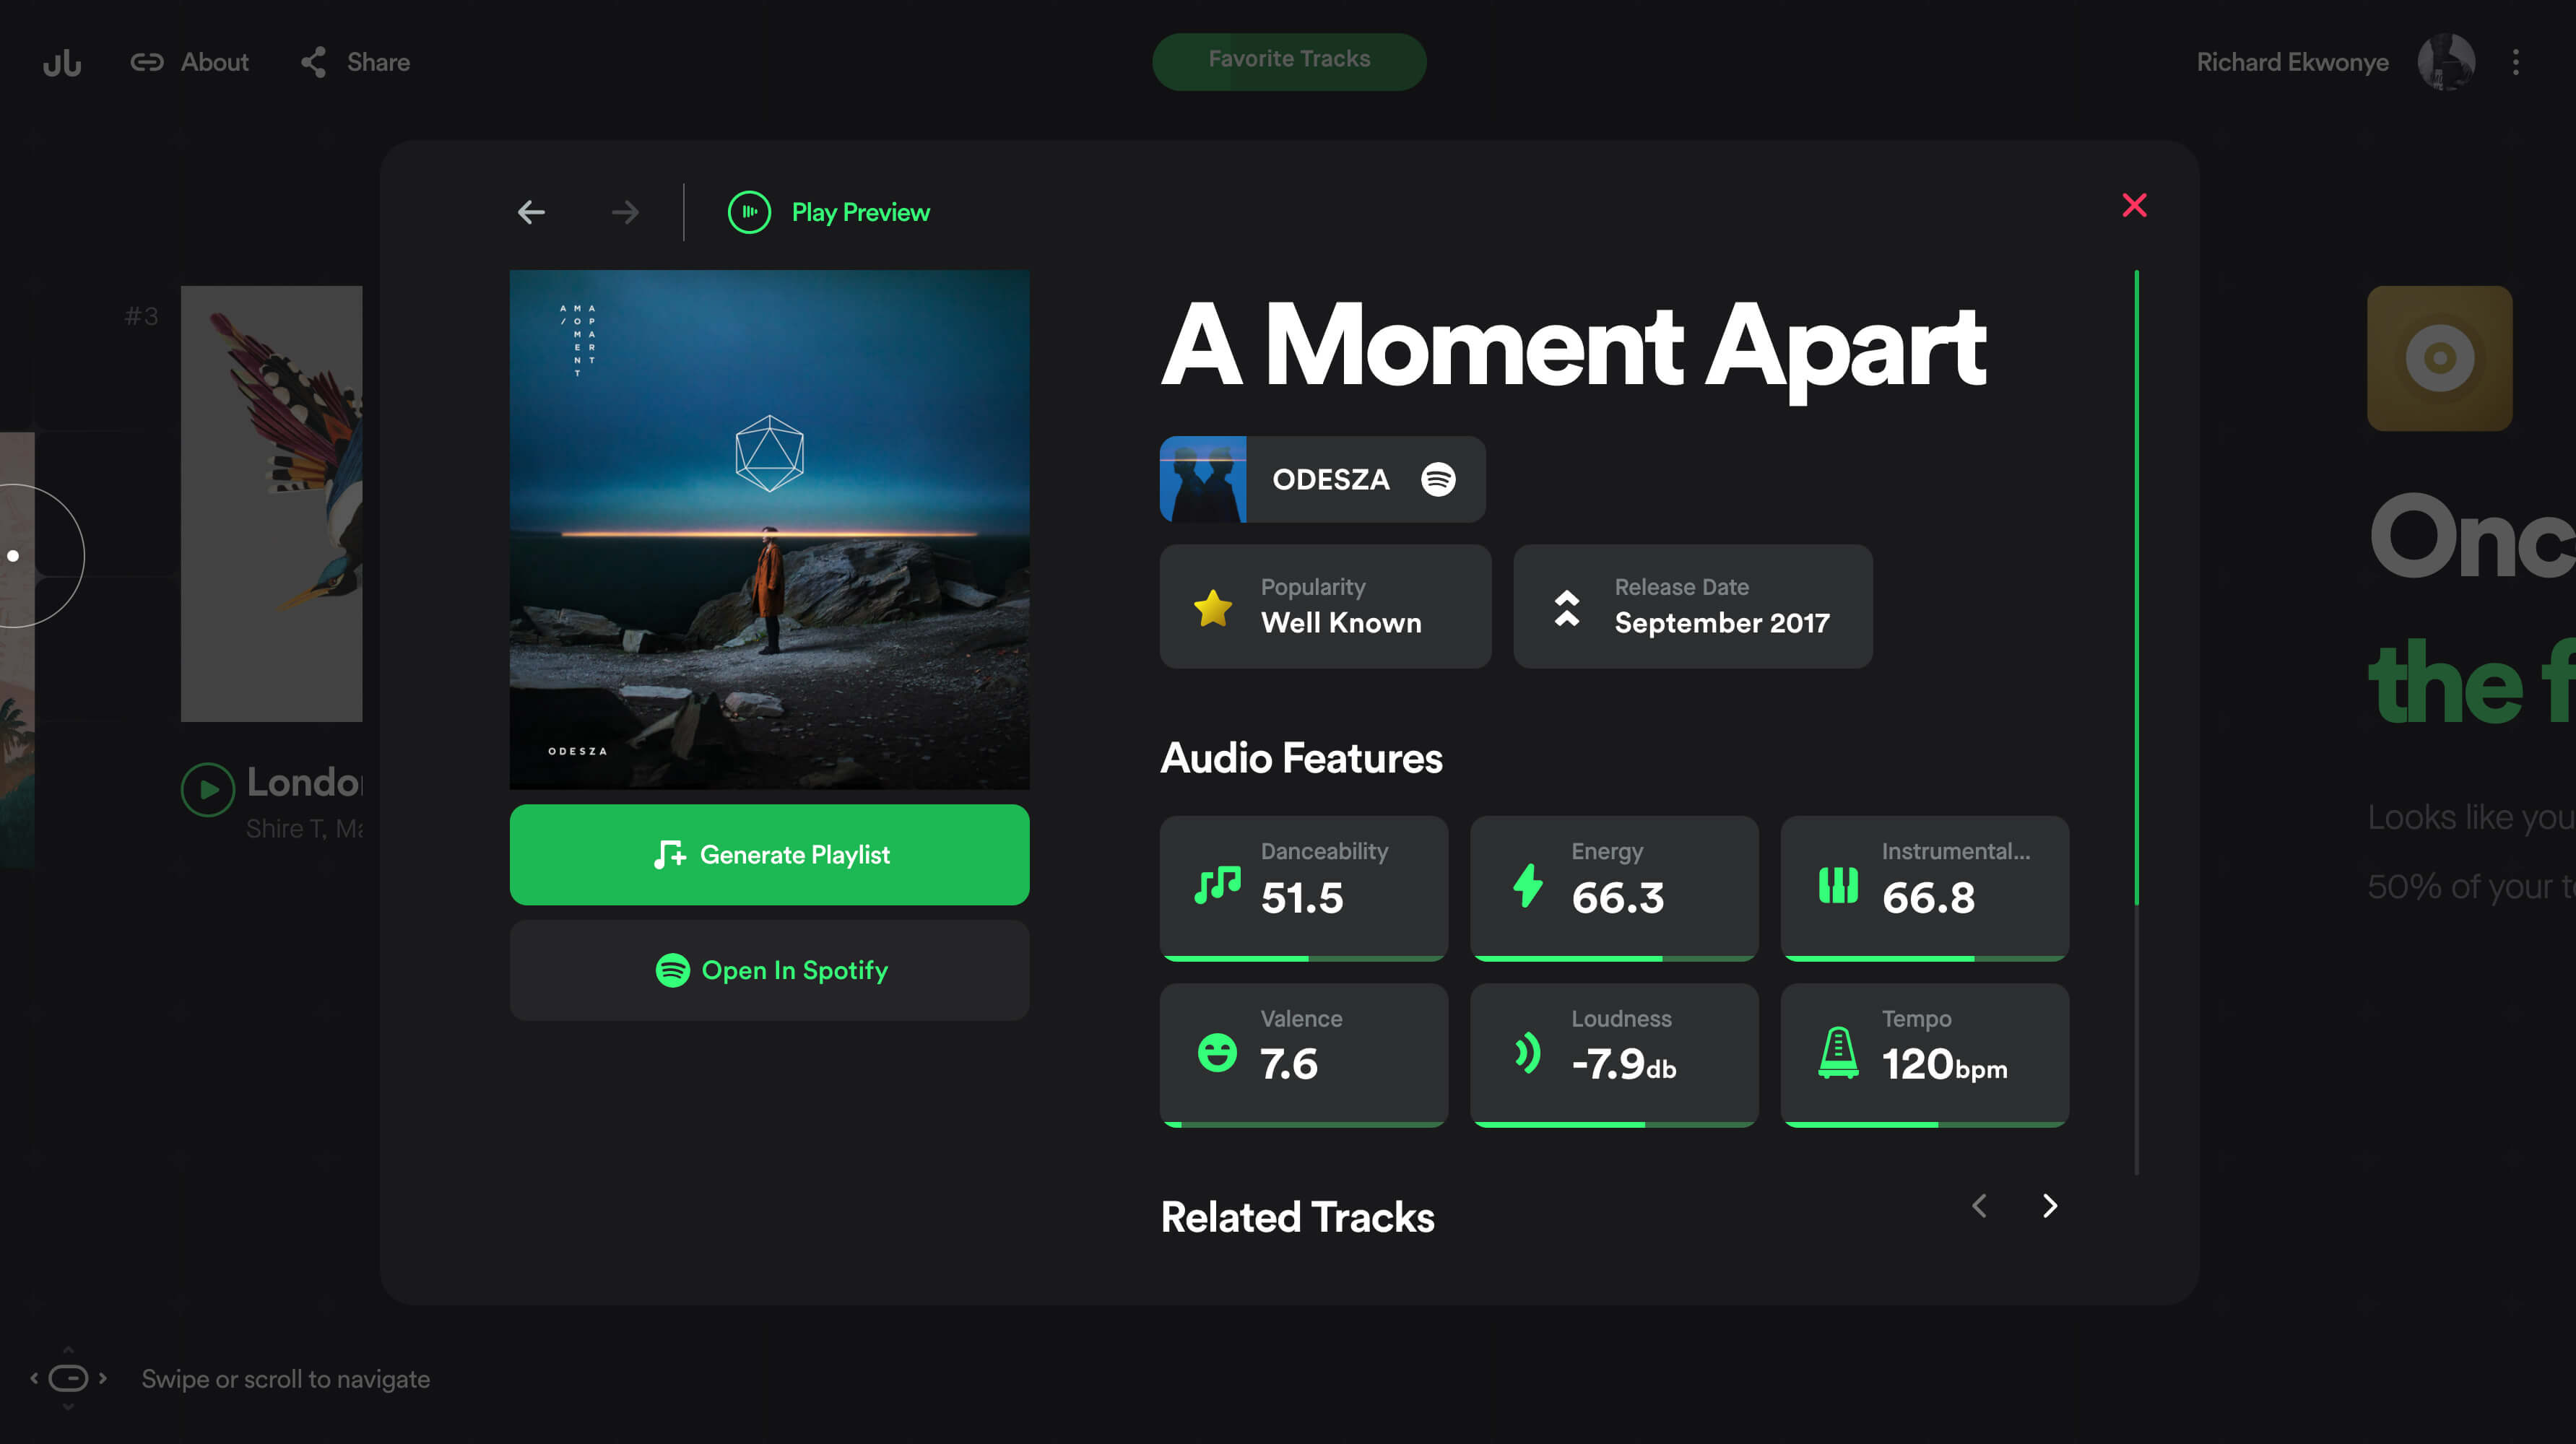 About
Share
Favorite Tracks
Richard Ekwonye
Play Preview
#3
A MOMENT APART
ODESZA
Generate Playlist
Open In Spotify
A Moment Apart
ODESZA
Popularity
Well Known
Release Date
September 2017
Audio Features
Danceability
51.5
Energy
66.3
Instrumental...
66.8
Valence
7.6
Loudness
-7.9db
Tempo
120bpm
Related Tracks
Shire T,
the
Looks like you
50% of your
Swipe or scroll to navigate